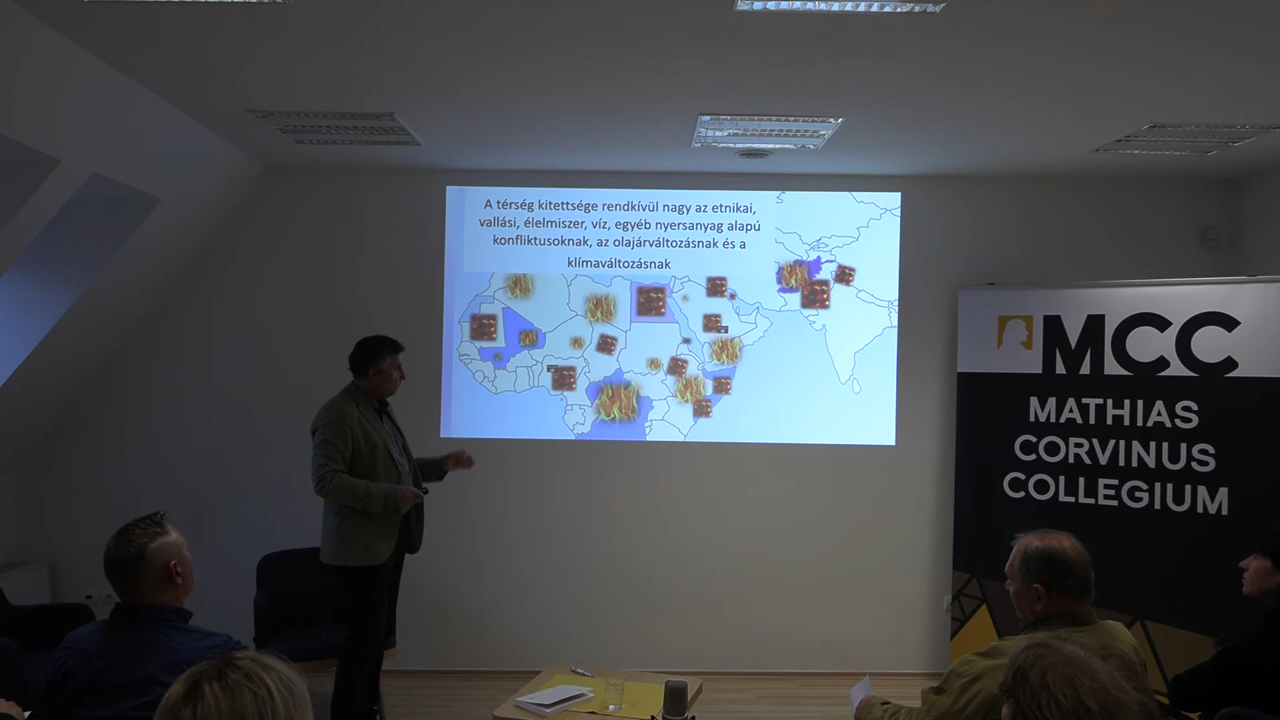 A térség kitettsége rendkívül nagy az etnikai,
vallási, élelmiszer, víz, egyéb nyersanyag alapú
konfliktusoknak, az olajárváltozásnak és a
klímaváltozásnak
MCC
MATHIAS
CORVINUS
COLLEGIUM